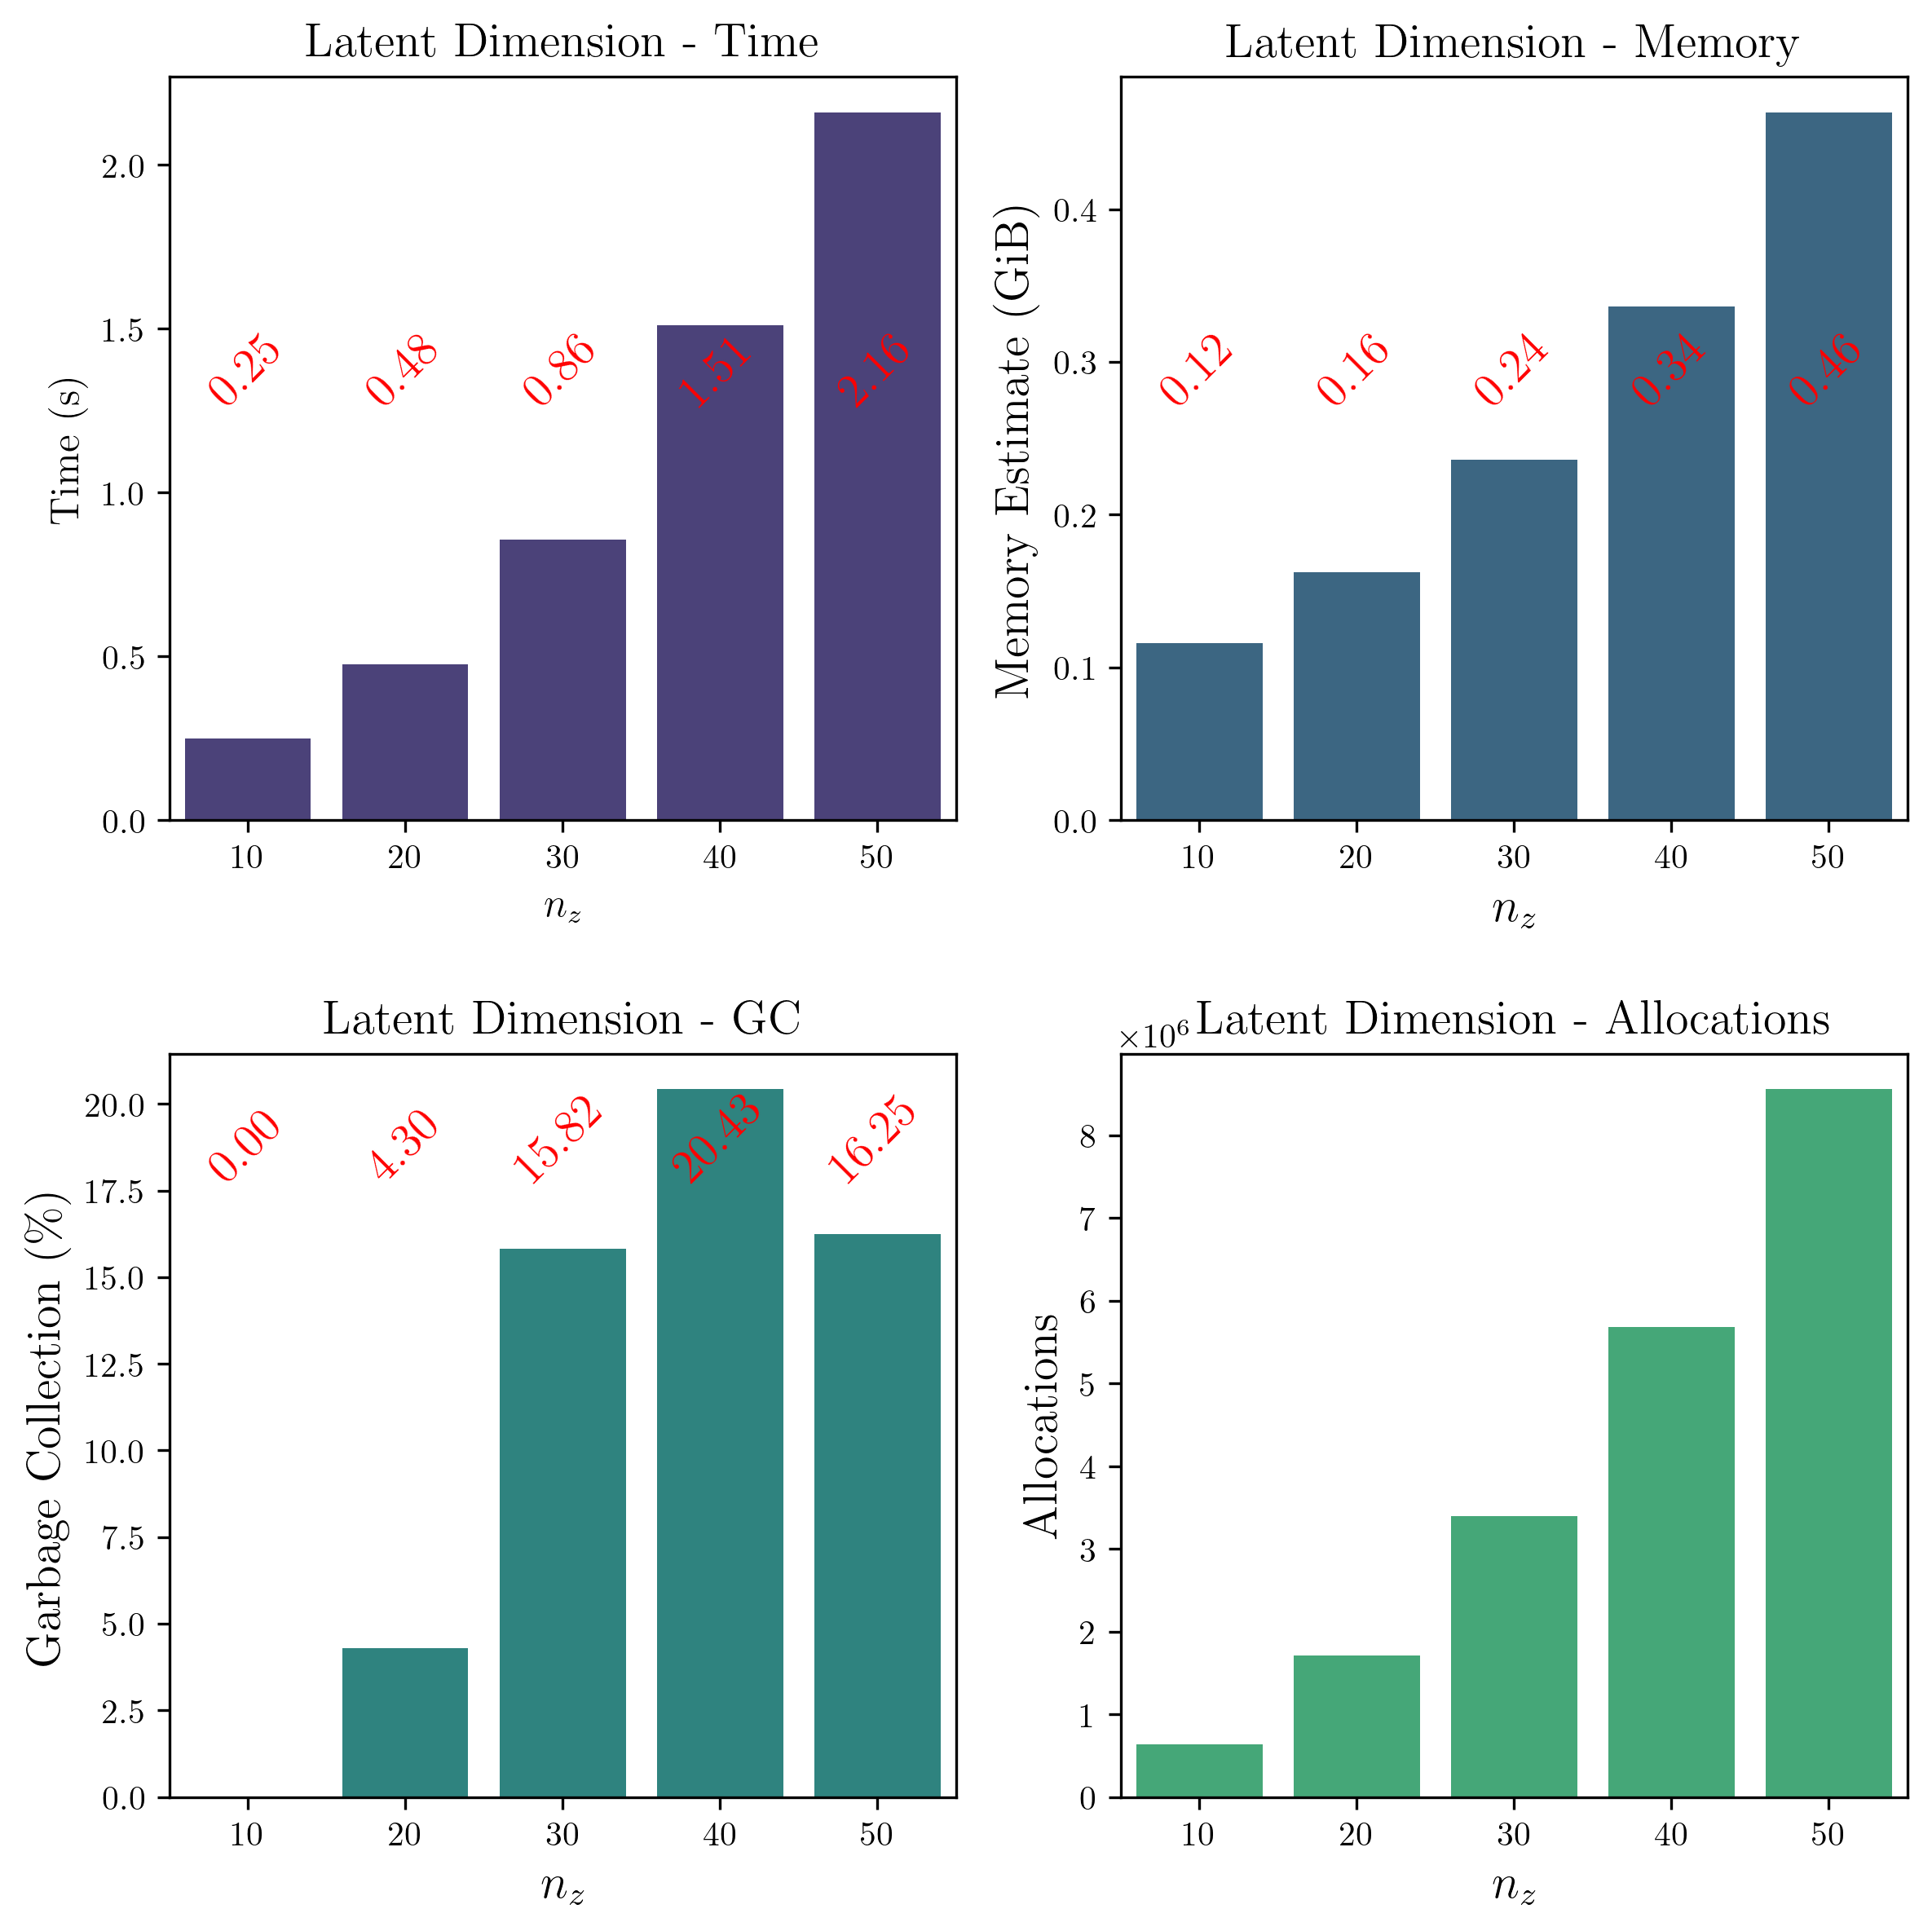 Latent Dimension - Time
2.0
1.5
1.0
0.5
0.0
Time (s)
0.25
0.48
0.86
1.51
2.16
10 20 30 40 50
n_z
Latent Dimension - Memory
0.4
0.3
0.2
0.1
0.0
Memory Estimate (GiB)
0.12
0.16
0.24
0.34
0.46
10 20 30 40 50
n_z
Latent Dimension - GC
20.0
17.5
15.0
12.5
10.0
7.5
5.0
2.5
0.0
Garbage Collection (%)
0.00
4.30
15.82
20.43
16.25
10 20 30 40 50
n_z
×10⁶
Latent Dimension - Allocations
8
7
6
5
4
3
2
1
0
Allocations
10 20 30 40 50
n_z